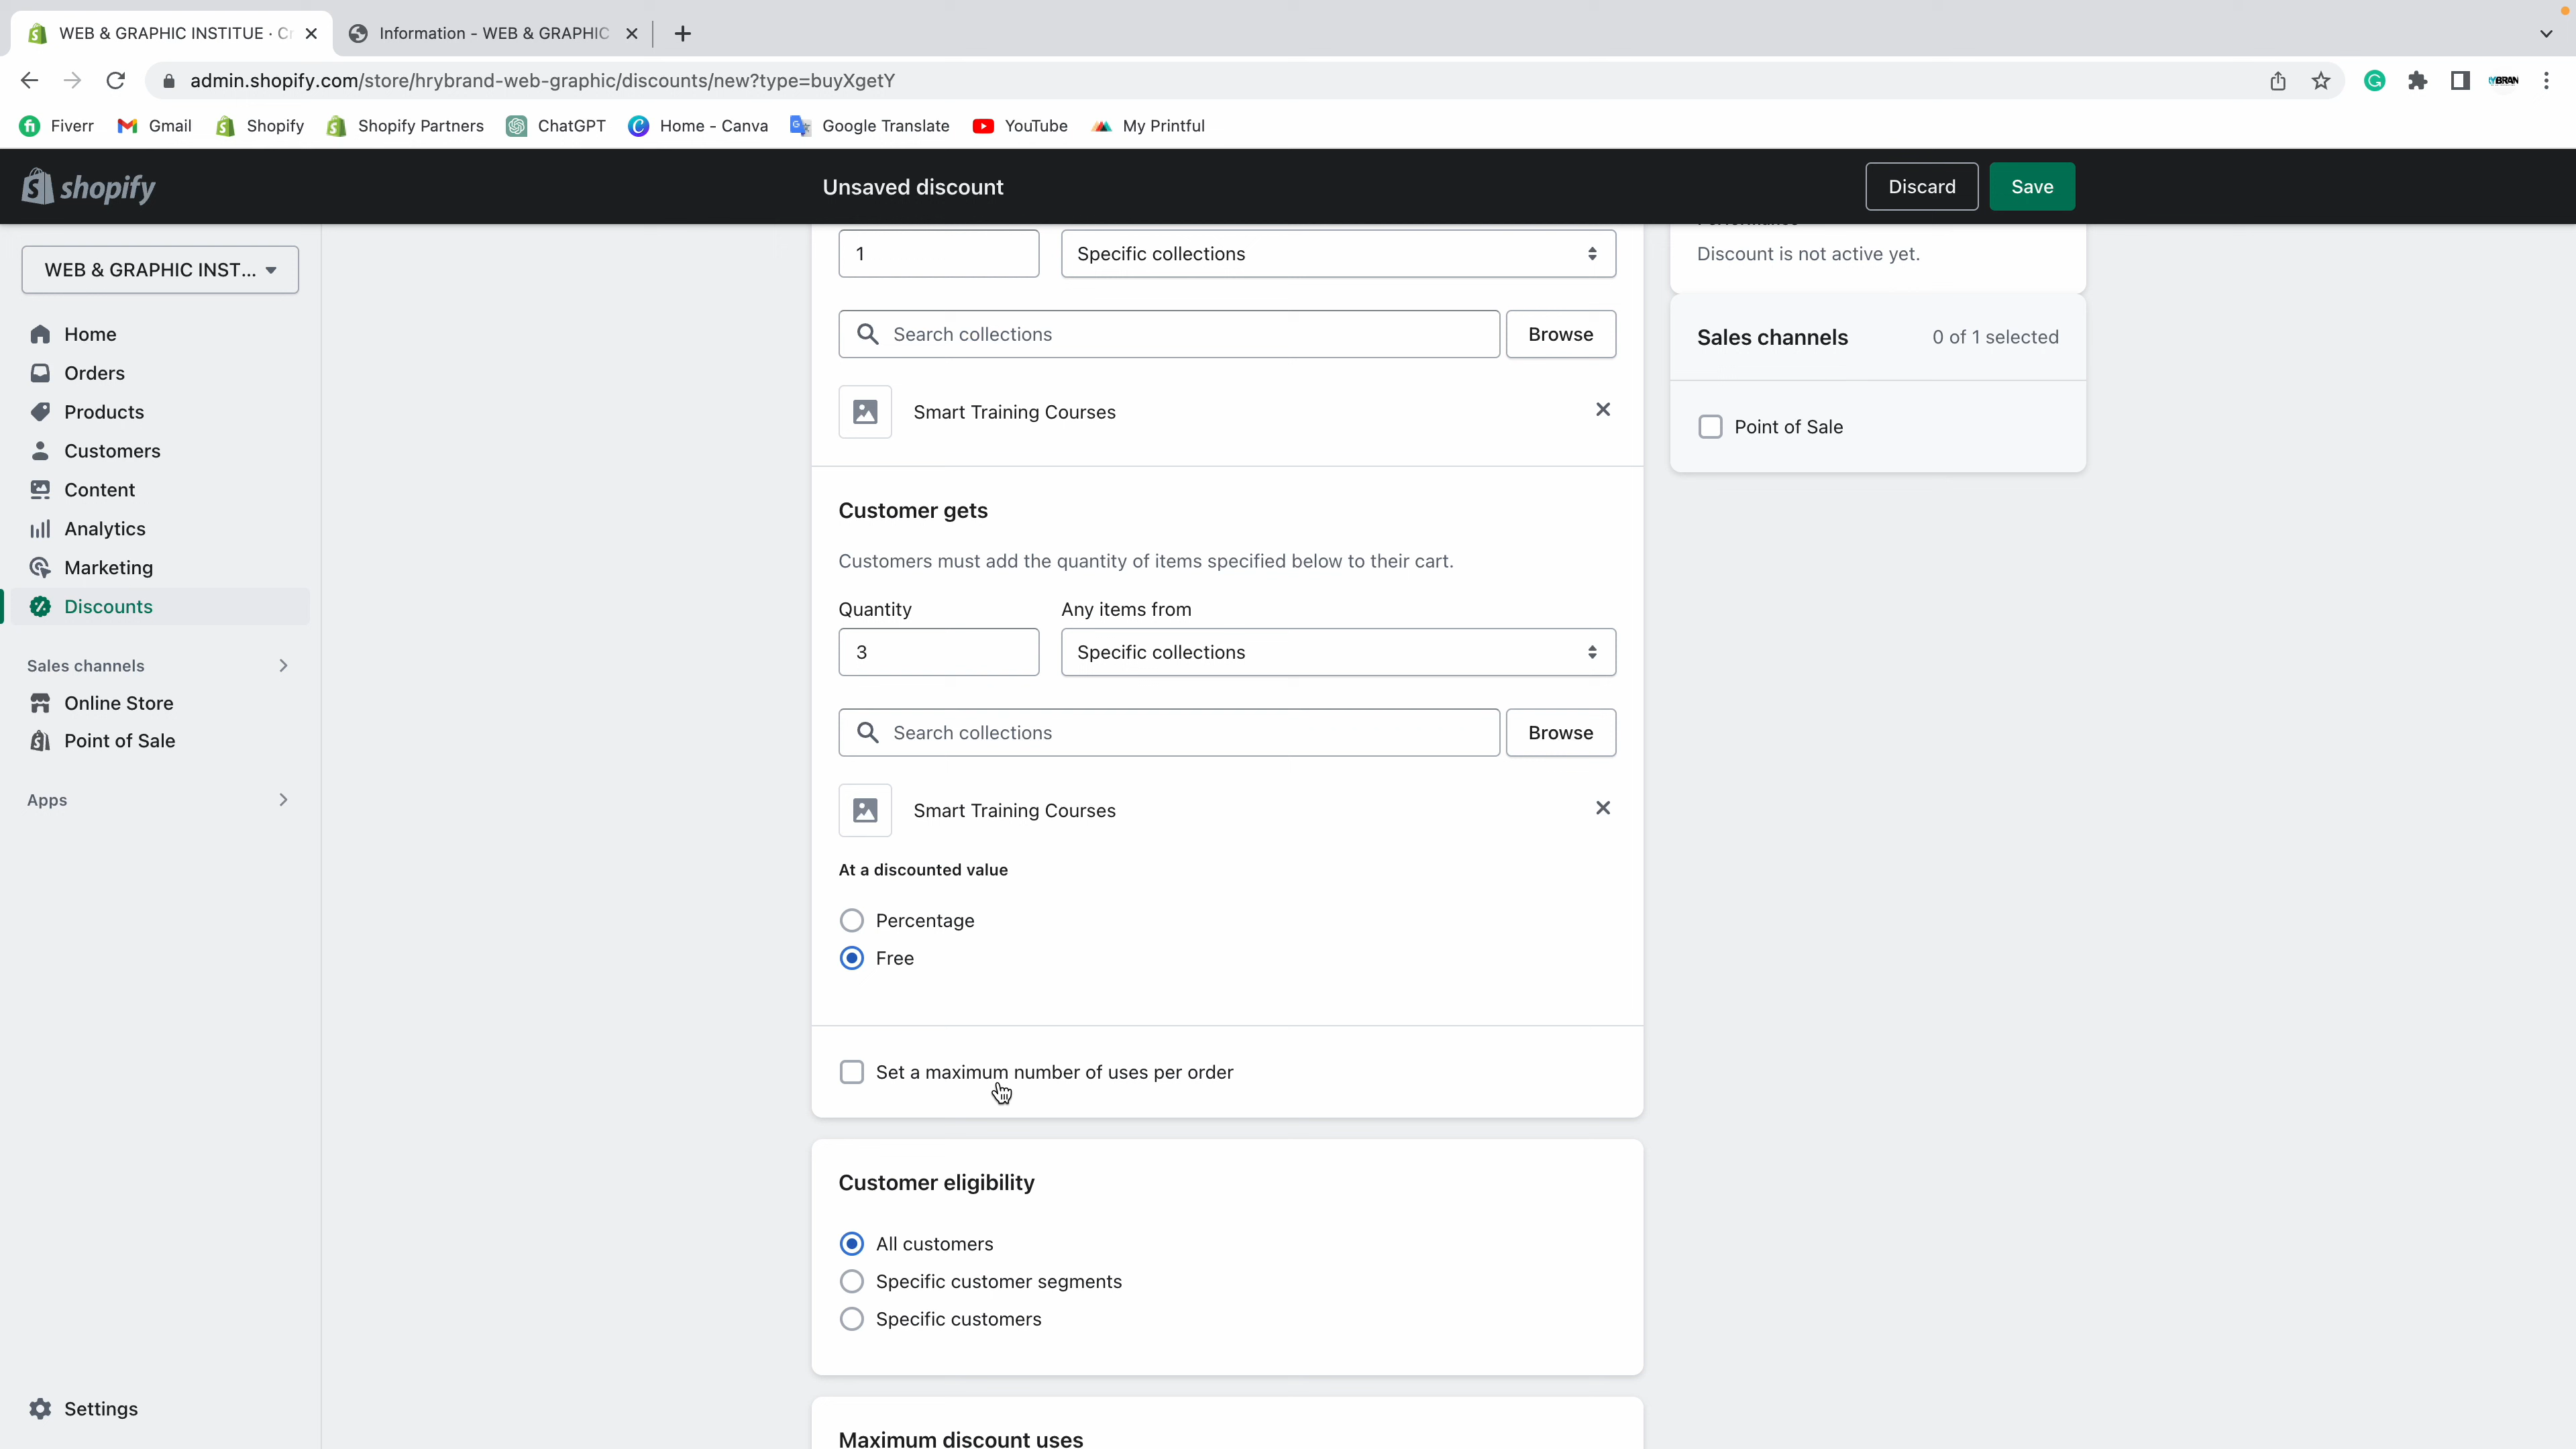 WEB & GRAPHIC INSTITUE · Cr
Information - WEB & GRAPHIC
admin.shopify.com/store/hrybrand-web-graphic/discounts/new?type=buyXgetY
Fiverr
Gmail
Shopify
Shopify Partners
ChatGPT
Home - Canva
Google Translate
YouTube
My Printful
shopify
Unsaved discount
Discard
Save
WEB & GRAPHIC INST...
Home
Orders
Products
Customers
Content
Analytics
Marketing
Discounts
Sales channels
Online Store
Point of Sale
Apps
Settings
1
Specific collections
Search collections
Browse
Smart Training Courses
Customer gets
Customers must add the quantity of items specified below to their cart.
Quantity
Any items from
3
Specific collections
Search collections
Browse
Smart Training Courses
At a discounted value
Percentage
Free
Set a maximum number of uses per order
Customer eligibility
All customers
Specific customer segments
Specific customers
Maximum discount uses
Discount is not active yet.
Sales channels
0 of 1 selected
Point of Sale